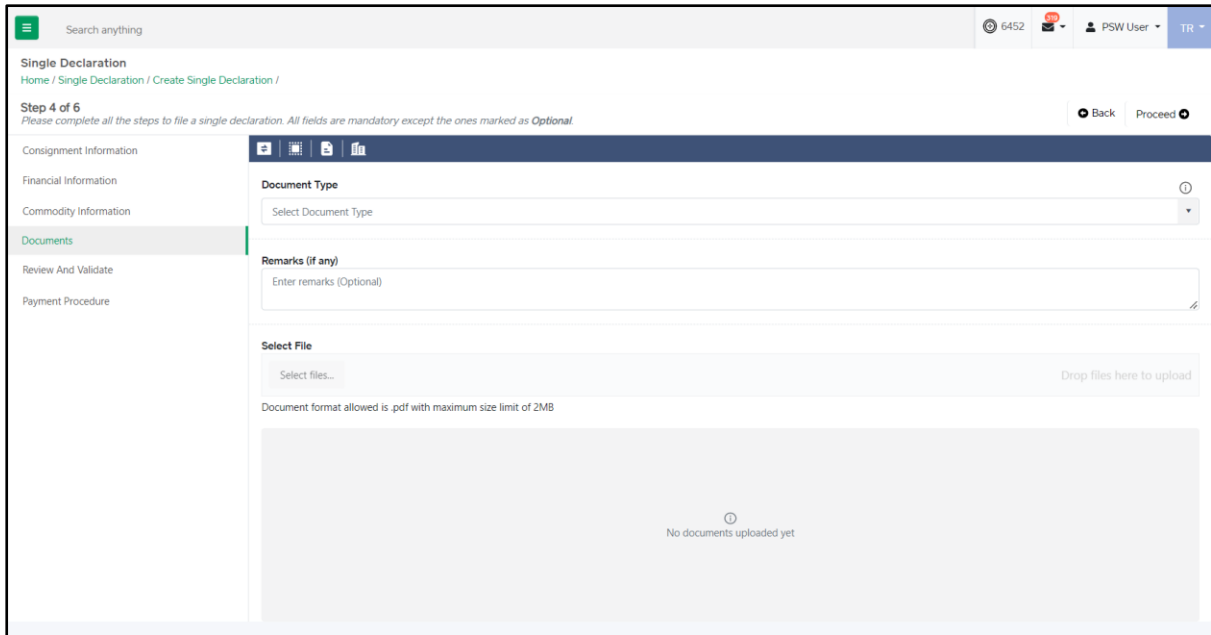 Search anything
6452
319
PSW User
TR
Single Declaration
Home / Single Declaration / Create Single Declaration /
Step 4 of 6
Please complete all the steps to file a single declaration. All fields are mandatory except the ones marked as Optional.
Back
Proceed
Consignment Information
Financial Information
Commodity Information
Documents
Review And Validate
Payment Procedure
Document Type
Select Document Type
Remarks (if any)
Enter remarks (Optional)
Select File
Select files...
Drop files here to upload
Document format allowed is .pdf with maximum size limit of 2MB
No documents uploaded yet